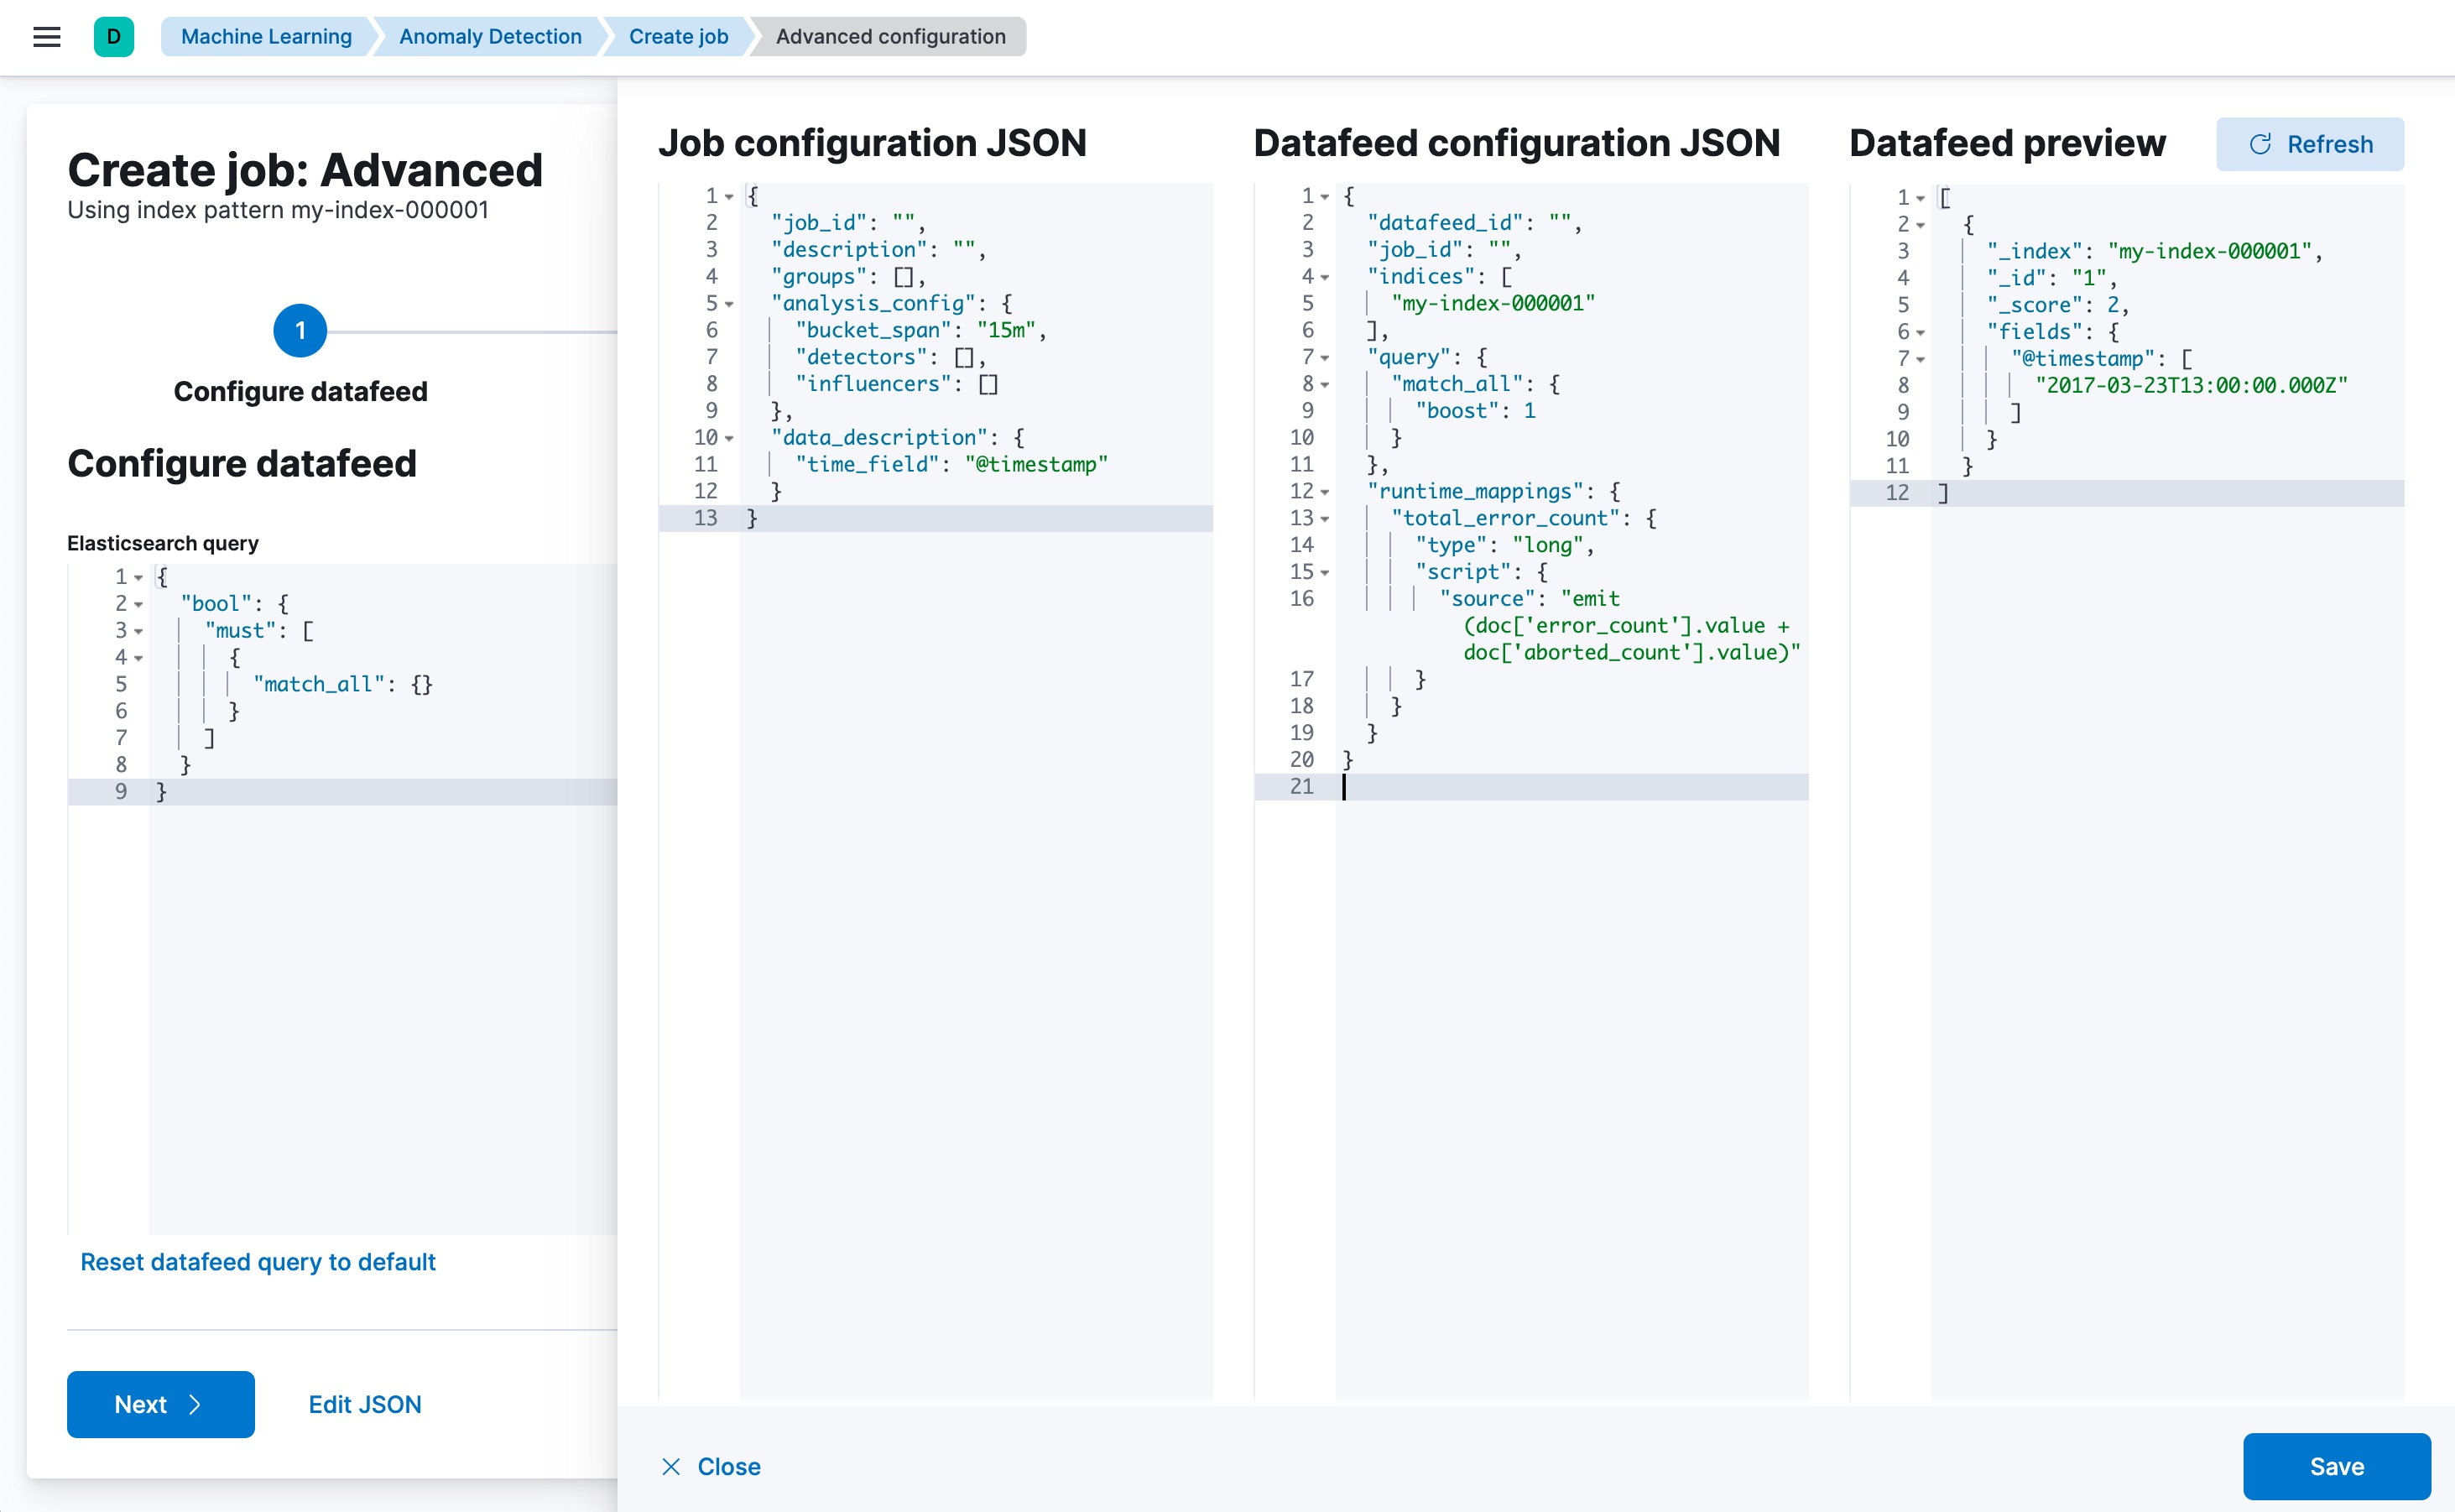 D
Machine Learning
Anomaly Detection
Create job
Advanced configuration
Create job: Advanced
Using index pattern my-index-000001
1
Configure datafeed
Configure datafeed
Elasticsearch query
1 {
2   "bool": {
3     "must": [
4       {
5         "match_all": {}
6       }
7     ]
8   }
9 }
Reset datafeed query to default
Next
Edit JSON
Job configuration JSON
1 {
2   "job_id": "",
3   "description": "",
4   "groups": [],
5   "analysis_config": {
6     "bucket_span": "15m",
7     "detectors": [],
8     "influencers": []
9   },
10   "data_description": {
11     "time_field": "@timestamp"
12   }
13 }
Datafeed configuration JSON
1 {
2   "datafeed_id": "",
3   "job_id": "",
4   "indices": [
5     "my-index-000001"
6   ],
7   "query": {
8     "match_all": {
9       "boost": 1
10     }
11   },
12   "runtime_mappings": {
13     "total_error_count": {
14       "type": "long",
15       "script": {
16         "source": "emit
(doc['error_count'].value +
doc['aborted_count'].value)"
17       }
18     }
19   }
20 }
21
Datafeed preview
Refresh
1 [
2   {
3     "_index": "my-index-000001",
4     "_id": "1",
5     "_score": 2,
6     "fields": {
7       "@timestamp": [
8         "2017-03-23T13:00:00.000Z"
9       ]
10     }
11   }
12 ]
Close
Save